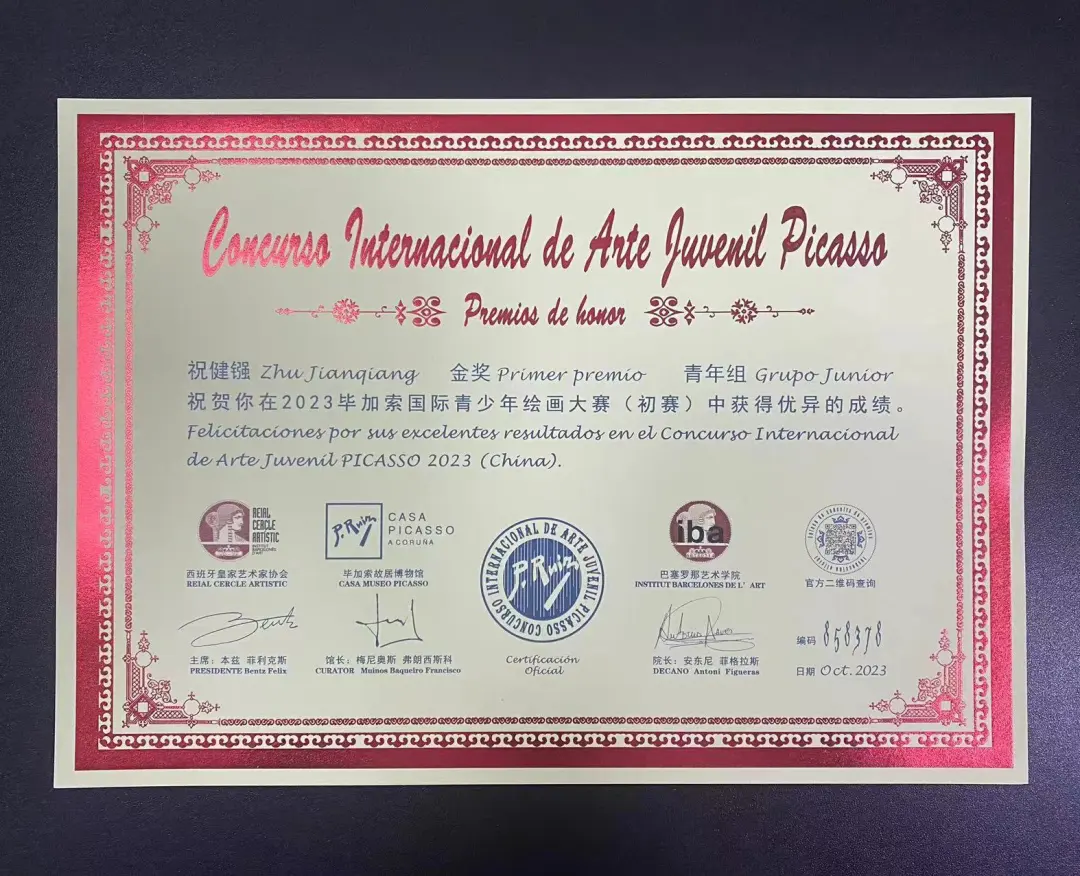 Concurso Internacional de Arte Juvenil Picasso
Premios de honor
祝健镪 Zhu Jianqiang 金奖 Primer premio 青年组 Grupo Junior
祝贺你在2023毕加索国际青少年绘画大赛（初赛）中获得优异的成绩。
Felicitaciones por sus excelentes resultados en el Concurso Internacional
de Arte Juvenil PICASSO 2023 (China).
REIAL
CERCLE
ARTÍSTIC
INSTITUT
BARCELONÈS
D'ART
西班牙皇家艺术家协会
REIAL CERCLE ARTISTIC
P.Ruiz
CASA
PICASSO
A CORUÑA
毕加索故居博物馆
CASA MUSEO PICASSO
CONCURSO INTERNACIONAL DE ARTE JUVENIL PICASSO
P.Ruiz
Certificación
Oficial
iba
巴塞罗那艺术学院
INSTITUT BARCELONES DE L' ART
官方二维码查询
主席：本兹 菲利克斯
PRESIDENTE Bentz Felix
馆长：梅尼奥斯 弗朗西斯科
CURATOR Muinos Baqueiro Francisco
院长：安东尼 菲格拉斯
DECANO Antoni Figueras
编码 858378
日期 Oct.2023